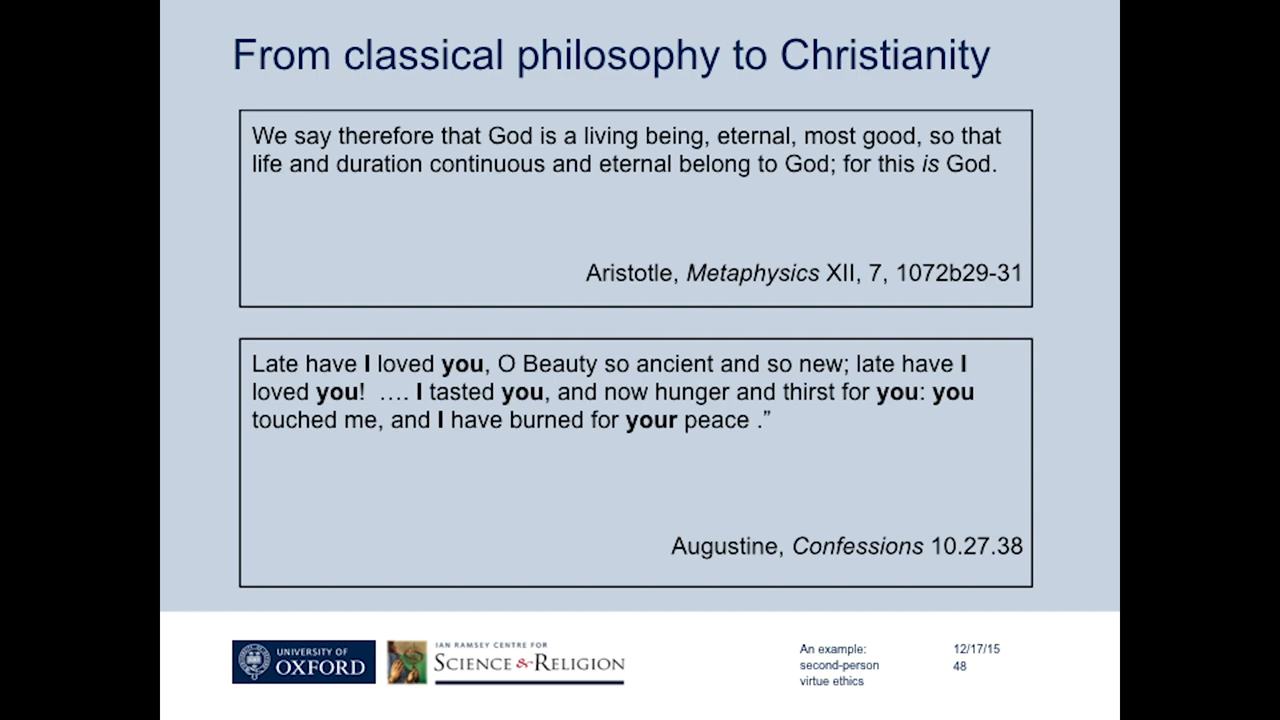 From classical philosophy to Christianity
We say therefore that God is a living being, eternal, most good, so that
life and duration continuous and eternal belong to God; for this is God.
Aristotle, Metaphysics XII, 7, 1072b29-31
Late have I loved you, O Beauty so ancient and so new; late have I
loved you!  …. I tasted you, and now hunger and thirst for you: you
touched me, and I have burned for your peace .”
Augustine, Confessions 10.27.38
UNIVERSITY OF
OXFORD
IAN RAMSEY CENTRE FOR
SCIENCE & RELIGION
An example:
second-person
virtue ethics
12/17/15
48